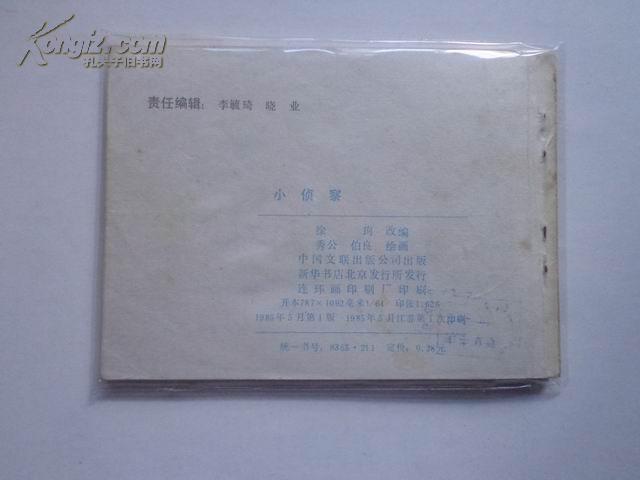 Kongfz.com
孔夫子旧书网
责任编辑：李毓琦 晓 业
小侦察
徐 改编
秀公 伯良 绘画
中国文联出版公司出版
新华书店北京发行所发行
连环画印刷厂印刷
开本787×1092毫米1/64 印张1.625
1985年5月第1版 1985年5月江苏第1次印刷
统一书号：8355·211 定价：0.28元